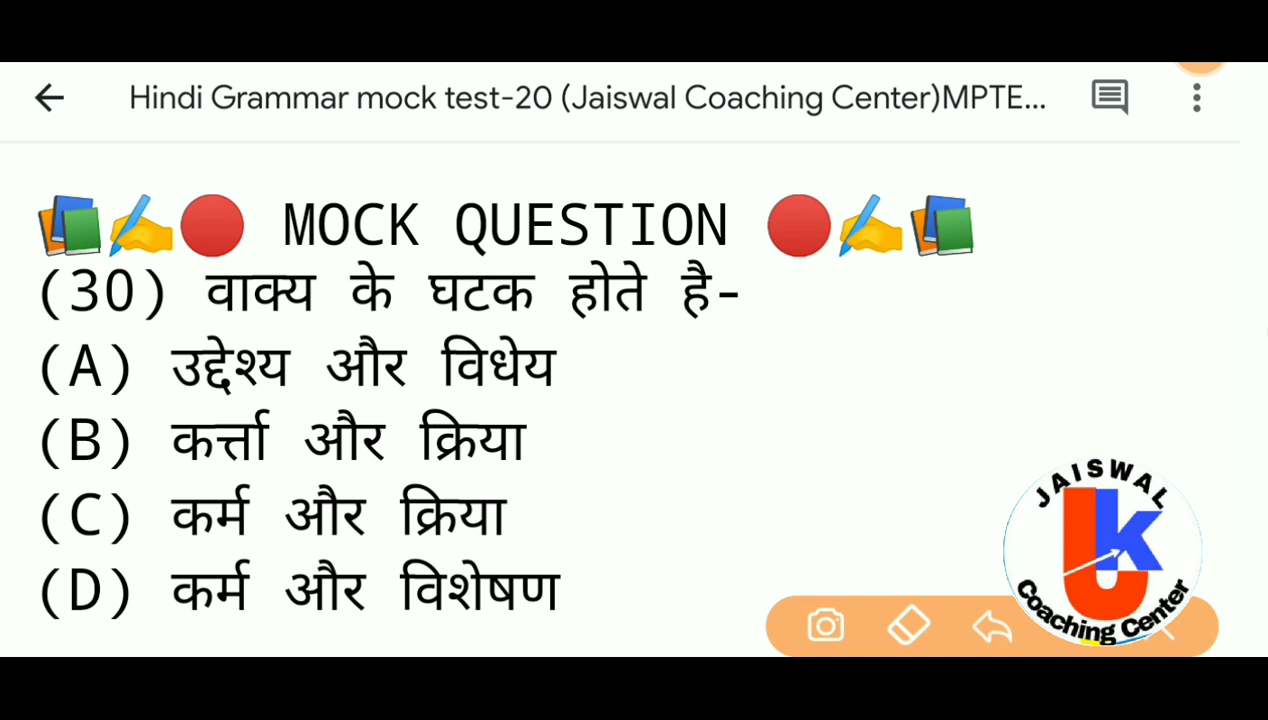 Hindi Grammar mock test-20 (Jaiswal Coaching Center)MPTE...
📚✍️🔴 MOCK QUESTION 🔴✍️📚
(30) वाक्य के घटक होते है-
(A) उद्देश्य और विधेय
(B) कर्त्ता और क्रिया
(C) कर्म और क्रिया
(D) कर्म और विशेषण
JAISWAL
Jk
Coaching Center